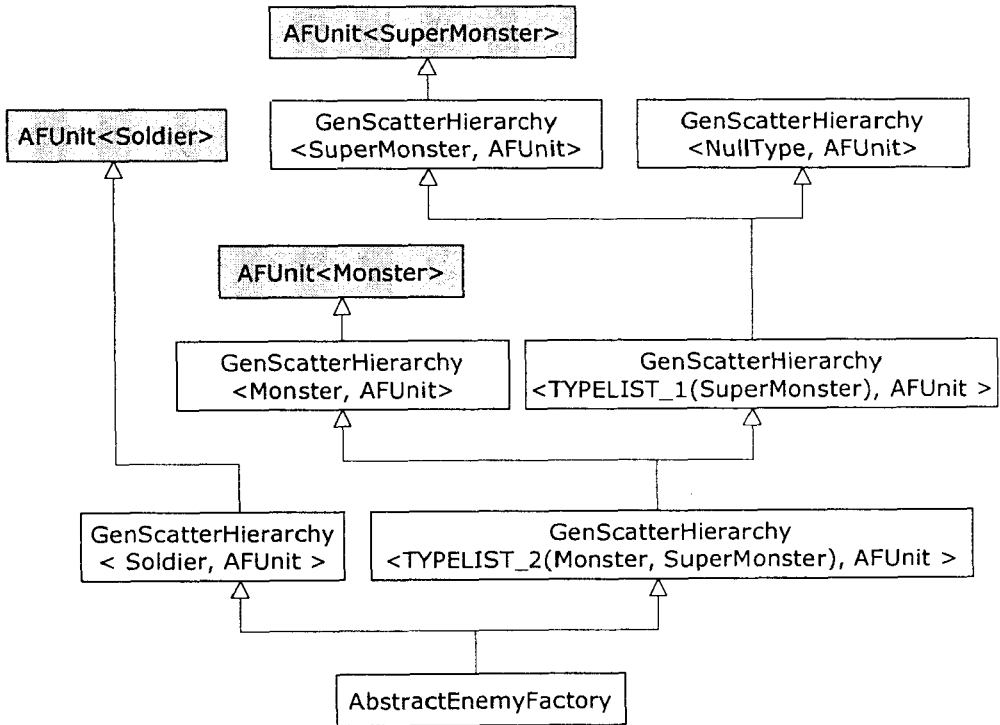 AFUnit<SuperMonster>
AFUnit<Soldier>
GenScatterHierarchy
<SuperMonster, AFUnit>
GenScatterHierarchy
<NullType, AFUnit>
AFUnit<Monster>
GenScatterHierarchy
<Monster, AFUnit>
GenScatterHierarchy
<TYPELIST_1(SuperMonster), AFUnit >
GenScatterHierarchy
< Soldier, AFUnit >
GenScatterHierarchy
<TYPELIST_2(Monster, SuperMonster), AFUnit >
AbstractEnemyFactory